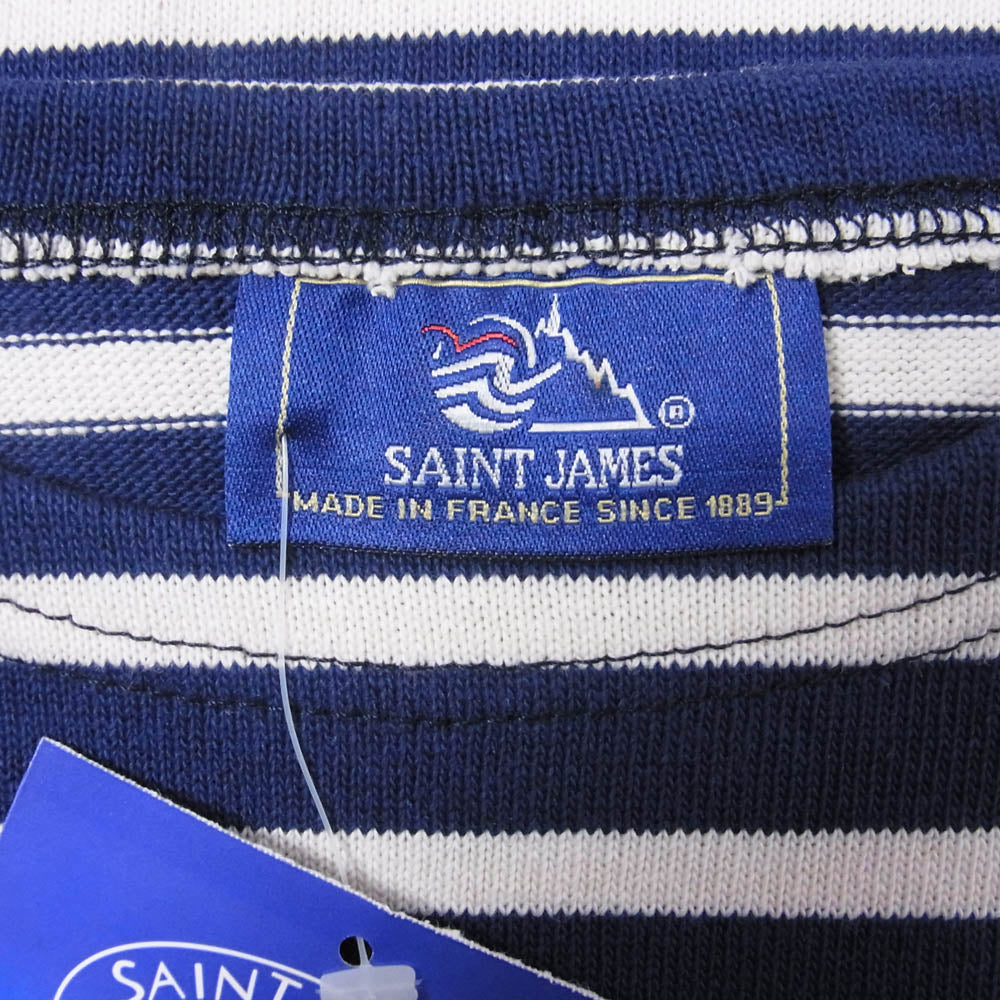 ®
SAINT JAMES
MADE IN FRANCE SINCE 1889
SAINT